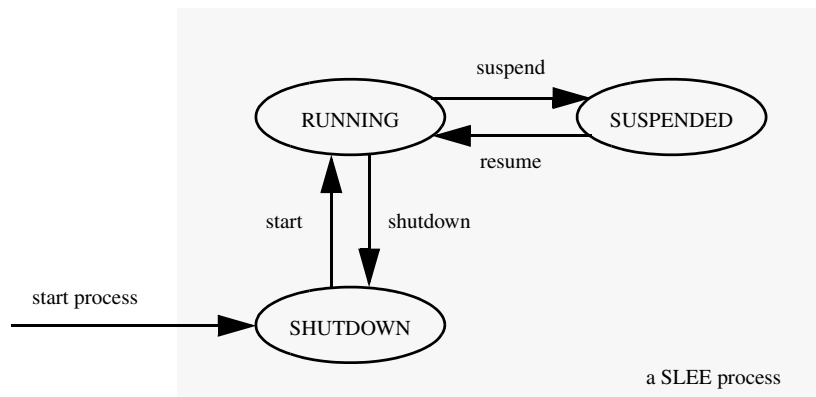 suspend
RUNNING
SUSPENDED
resume
start
shutdown
start process
SHUTDOWN
a SLEE process